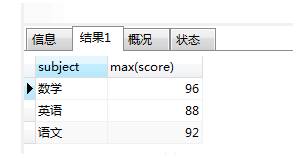 信息 结果1 概况 状态
subject max(score)
数学 96
英语 88
语文 92